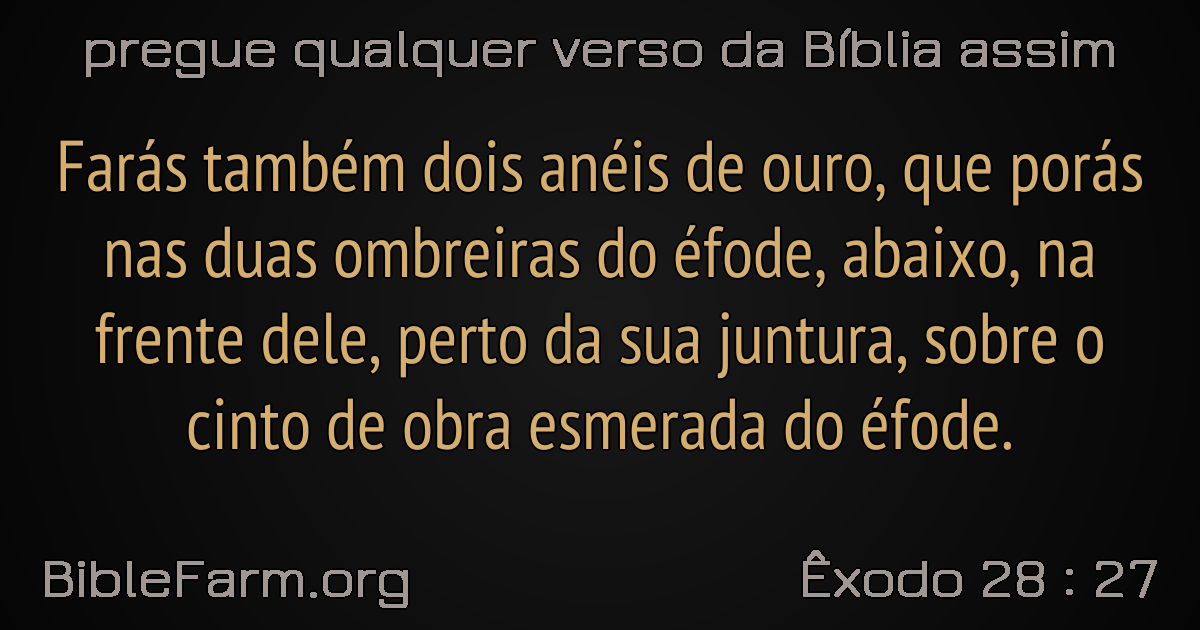 pregue qualquer verso da Bíblia assim
Farás também dois anéis de ouro, que porás
nas duas ombreiras do éfode, abaixo, na
frente dele, perto da sua juntura, sobre o
cinto de obra esmerada do éfode.
BibleFarm.org
Êxodo 28 : 27